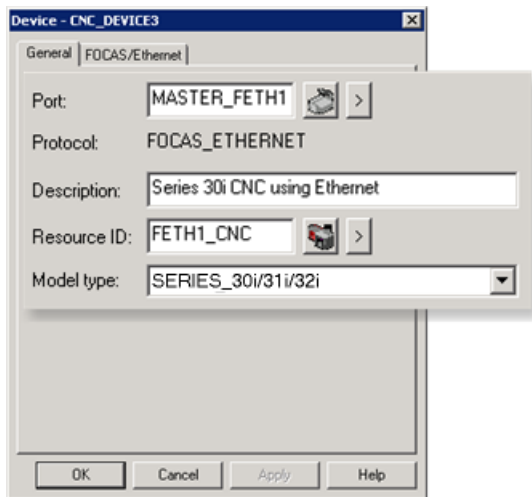 Device - CNC_DEVICE3
General FOCAS/Ethernet
Port: MASTER_FETH1 >
Protocol: FOCAS_ETHERNET
Description: Series 30i CNC using Ethernet
Resource ID: FETH1_CNC >
Model type: SERIES_30i/31i/32i
OK Cancel Apply Help